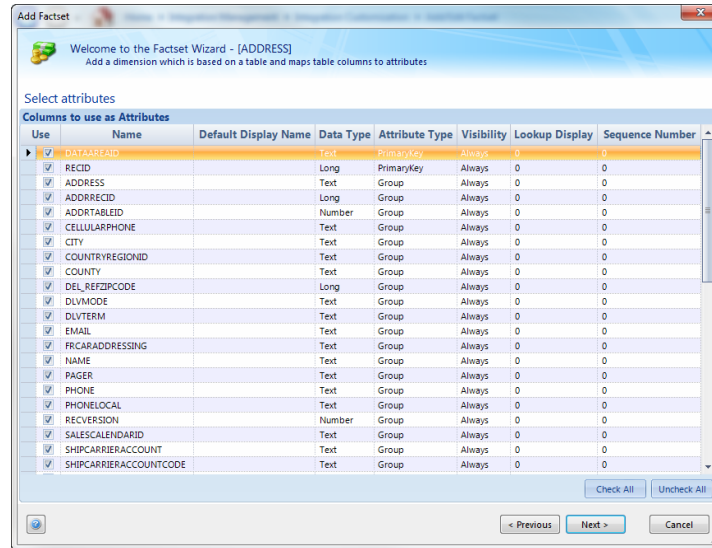 Add Factset
Home > Integration Management > Integration Customization > Add/Edit Factset
Welcome to the Factset Wizard - [ADDRESS]
Add a dimension which is based on a table and maps table columns to attributes
Select attributes
Columns to use as Attributes
Use Name Default Display Name Data Type Attribute Type Visibility Lookup Display Sequence Number
DATAAREAID Text PrimaryKey Always 0 0
RECID Long PrimaryKey Always 0 0
ADDRESS Text Group Always 0 0
ADDRRECID Long Group Always 0 0
ADDRTABLEID Number Group Always 0 0
CELLULARPHONE Text Group Always 0 0
CITY Text Group Always 0 0
COUNTRYREGIONID Text Group Always 0 0
COUNTY Text Group Always 0 0
DEL_REFZIPCODE Long Group Always 0 0
DLVMODE Text Group Always 0 0
DLVTERM Text Group Always 0 0
EMAIL Text Group Always 0 0
FRCARADDRESSING Text Group Always 0 0
NAME Text Group Always 0 0
PAGER Text Group Always 0 0
PHONE Text Group Always 0 0
PHONELOCAL Text Group Always 0 0
RECVERSION Number Group Always 0 0
SALESCALENDARID Text Group Always 0 0
SHIPCARRIERACCOUNT Text Group Always 0 0
SHIPCARRIERACCOUNTCODE Text Group Always 0 0
Check All Uncheck All
< Previous Next > Cancel